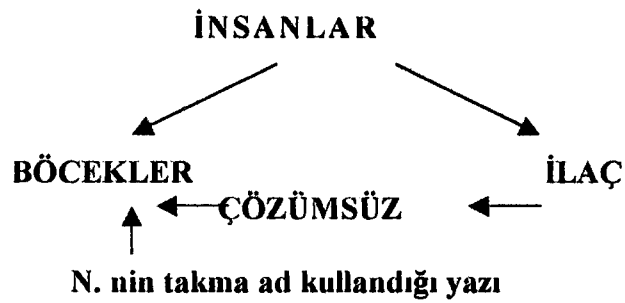 İNSANLAR
BÖCEKLER İLAÇ
ÇÖZÜMSÜZ
N. nin takma ad kullandığı yazı